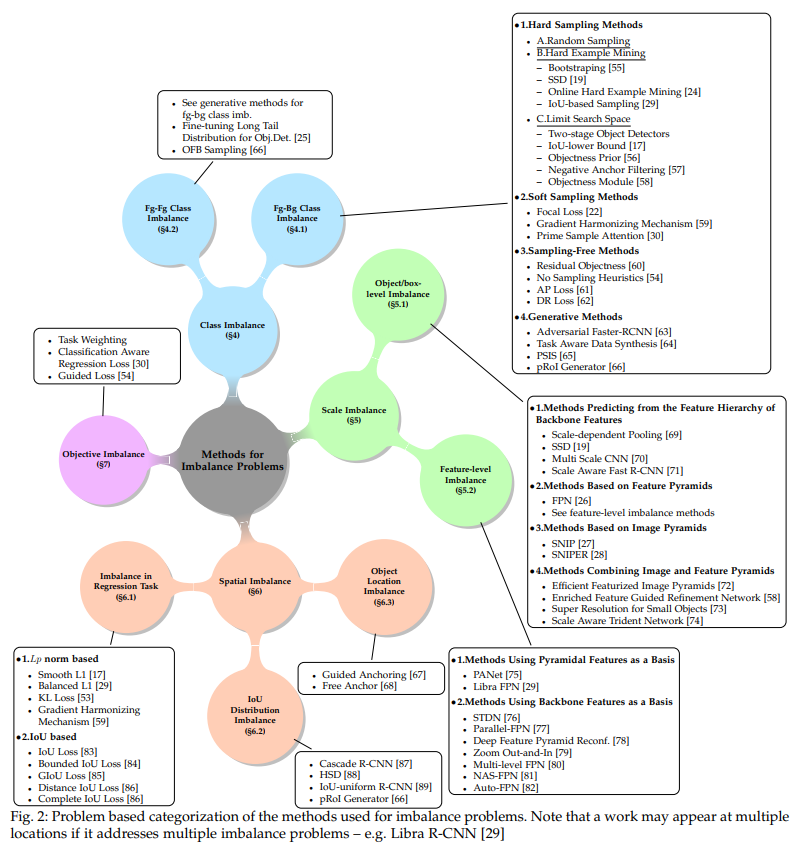 •1.Hard Sampling Methods
• A.Random Sampling
• B.Hard Example Mining
– Bootstraping [55]
– SSD [19]
– Online Hard Example Mining [24]
– IoU-based Sampling [29]
• C.Limit Search Space
– Two-stage Object Detectors
– IoU-lower Bound [17]
– Objectness Prior [56]
– Negative Anchor Filtering [57]
– Objectness Module [58]
•2.Soft Sampling Methods
• Focal Loss [22]
• Gradient Harmonizing Mechanism [59]
• Prime Sample Attention [30]
•3.Sampling-Free Methods
• Residual Objectness [60]
• No Sampling Heuristics [54]
• AP Loss [61]
• DR Loss [62]
•4.Generative Methods
• Adversarial Faster-RCNN [63]
• Task Aware Data Synthesis [64]
• PSIS [65]
• pRoI Generator [66]
• See generative methods for
fg-bg class imb.
• Fine-tuning Long Tail
Distribution for Obj.Det. [25]
• OFB Sampling [66]
Fg-Fg Class
Imbalance
(§4.2)
Fg-Bg Class
Imbalance
(§4.1)
Class Imbalance
(§4)
Object/box-
level Imbalance
(§5.1)
Scale Imbalance
(§5)
Feature-level
Imbalance
(§5.2)
• Task Weighting
• Classification Aware
Regression Loss [30]
• Guided Loss [54]
Objective Imbalance
(§7)
Methods for
Imbalance Problems
•1.Methods Predicting from the Feature Hierarchy of
Backbone Features
• Scale-dependent Pooling [69]
• SSD [19]
• Multi Scale CNN [70]
• Scale Aware Fast R-CNN [71]
•2.Methods Based on Feature Pyramids
• FPN [26]
• See feature-level imbalance methods
•3.Methods Based on Image Pyramids
• SNIP [27]
• SNIPER [28]
•4.Methods Combining Image and Feature Pyramids
• Efficient Featurized Image Pyramids [72]
• Enriched Feature Guided Refinement Network [58]
• Super Resolution for Small Objects [73]
• Scale Aware Trident Network [74]
Imbalance in
Regression Task
(§6.1)
Spatial Imbalance
(§6)
Object
Location
Imbalance
(§6.3)
IoU
Distribution
Imbalance
(§6.2)
•1.Lp norm based
• Smooth L1 [17]
• Balanced L1 [29]
• KL Loss [53]
• Gradient Harmonizing
Mechanism [59]
•2.IoU based
• IoU Loss [83]
• Bounded IoU Loss [84]
• GIoU Loss [85]
• Distance IoU Loss [86]
• Complete IoU Loss [86]
• Guided Anchoring [67]
• Free Anchor [68]
• Cascade R-CNN [87]
• HSD [88]
• IoU-uniform R-CNN [89]
• pRoI Generator [66]
•1.Methods Using Pyramidal Features as a Basis
• PANet [75]
• Libra FPN [29]
•2.Methods Using Backbone Features as a Basis
• STDN [76]
• Parallel-FPN [77]
• Deep Feature Pyramid Reconf. [78]
• Zoom Out-and-In [79]
• Multi-level FPN [80]
• NAS-FPN [81]
• Auto-FPN [82]
Fig. 2: Problem based categorization of the methods used for imbalance problems. Note that a work may appear at multiple
locations if it addresses multiple imbalance problems – e.g. Libra R-CNN [29]